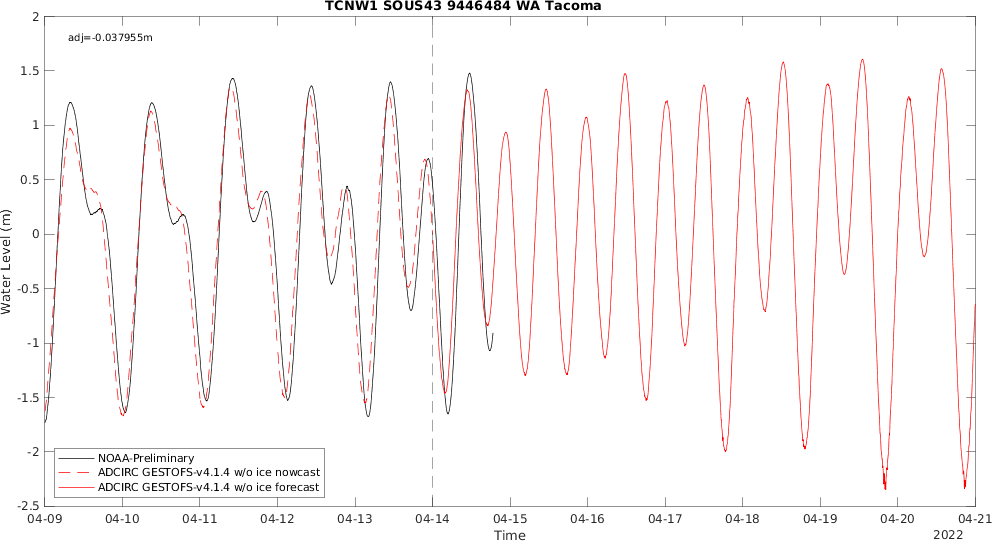 TCNW1 SOUS43 9446484 WA Tacoma
adj=-0.037955m
Water Level (m)
2
1.5
1
0.5
0
-0.5
-1
-1.5
-2
-2.5
NOAA-Preliminary
ADCIRC GESTOFS-v4.1.4 w/o ice nowcast
ADCIRC GESTOFS-v4.1.4 w/o ice forecast
04-09 04-10 04-11 04-12 04-13 04-14 04-15 04-16 04-17 04-18 04-19 04-20 04-21
Time
2022